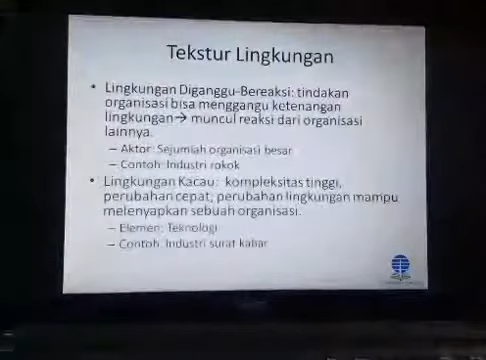 Tekstur Lingkungan
• Lingkungan Diganggu-Bereaksi: tindakan
organisasi bisa menggangu ketenangan
lingkungan→ muncul reaksi dari organisasi
lainnya.
– Aktor: Sejumlah organisasi besar
– Contoh: Industri rokok
• Lingkungan Kacau: kompleksitas tinggi,
perubahan cepat, perubahan lingkungan mampu
melenyapkan sebuah organisasi.
– Elemen: Teknologi
– Contoh: Industri surat kabar